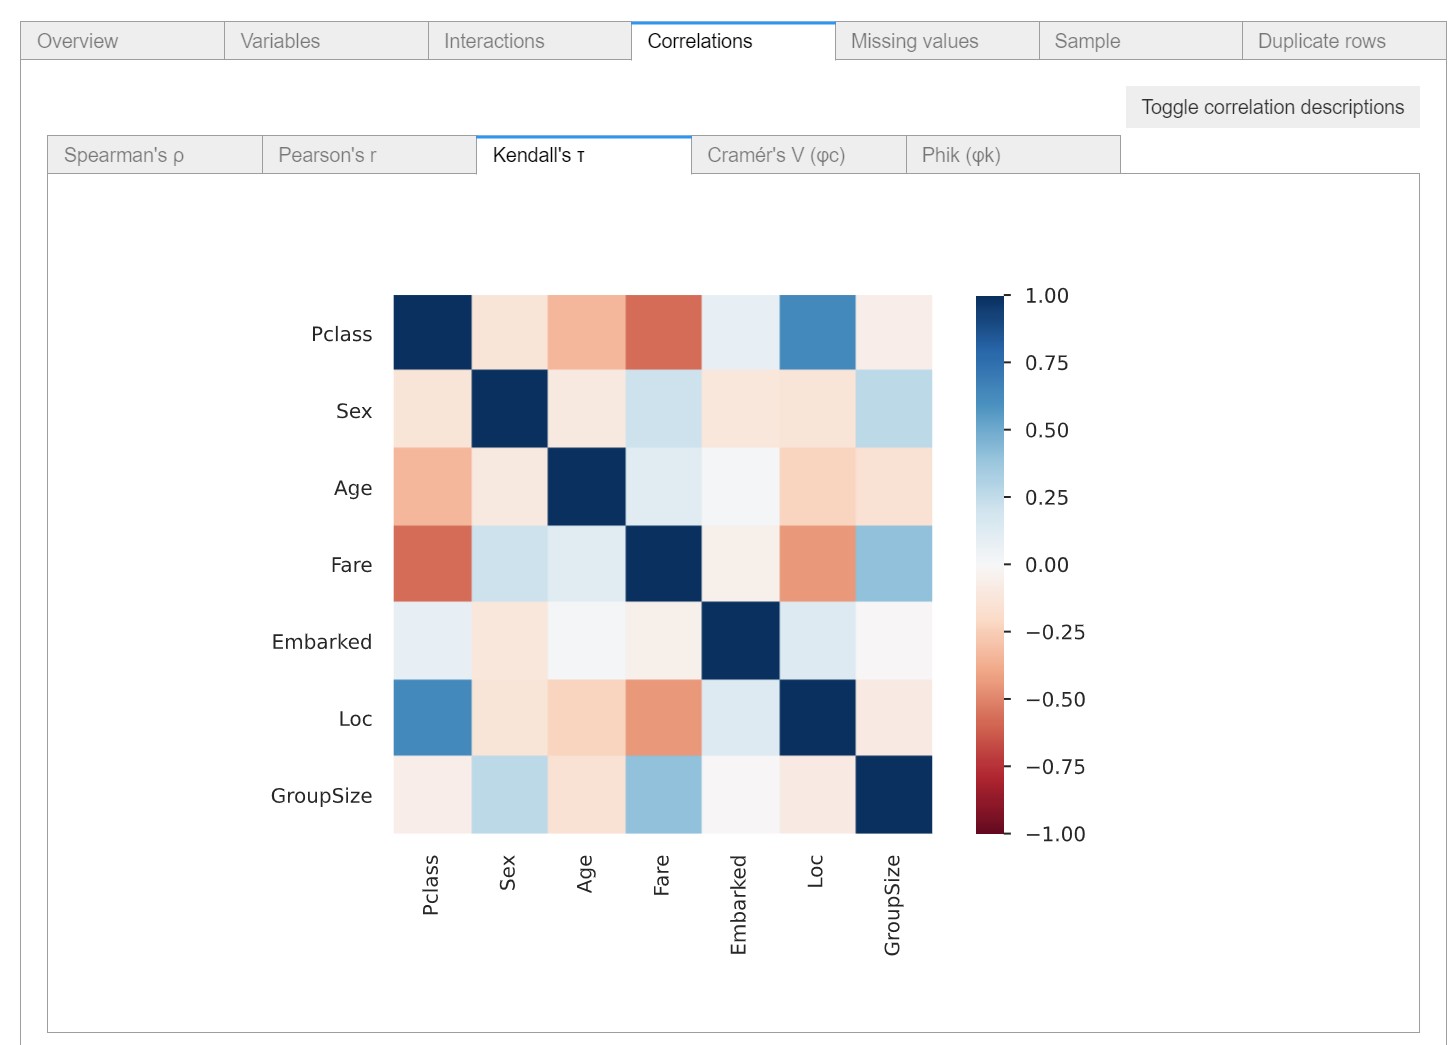 Overview Variables Interactions Correlations Missing values Sample Duplicate rows
Toggle correlation descriptions
Spearman's ρ Pearson's r Kendall's τ Cramér's V (φc) Phik (φk)
Pclass
Sex
Age
Fare
Embarked
Loc
GroupSize
1.00
0.75
0.50
0.25
0.00
−0.25
−0.50
−0.75
−1.00
Pclass
Sex
Age
Fare
Embarked
Loc
GroupSize